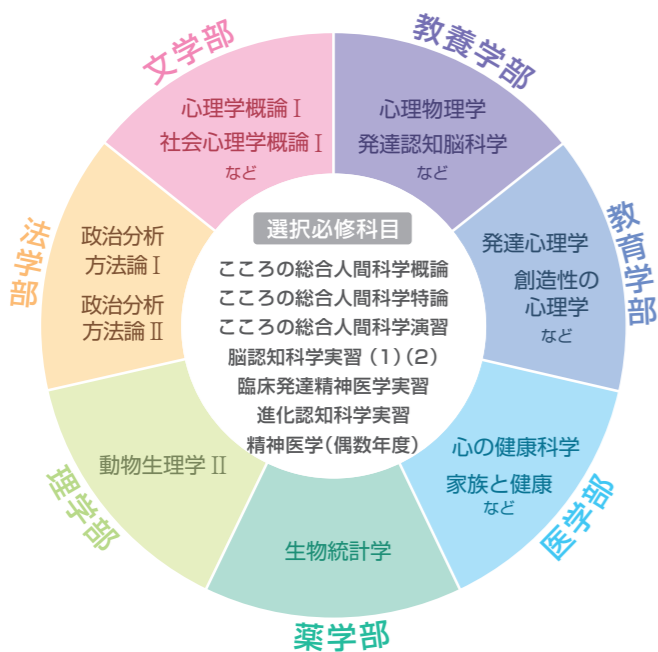 文学部
心理学概論Ⅰ
社会心理学概論Ⅰ
など
教養学部
心理物理学
発達認知脳科学
など
教育学部
発達心理学
創造性の
心理学
など
医学部
心の健康科学
家族と健康
など
薬学部
生物統計学
理学部
動物生理学Ⅱ
法学部
政治分析
方法論Ⅰ
政治分析
方法論Ⅱ
選択必修科目
こころの総合人間科学概論
こころの総合人間科学特論
こころの総合人間科学演習
脳認知科学実習（1）（2）
臨床発達精神医学実習
進化認知科学実習
精神医学（偶数年度）